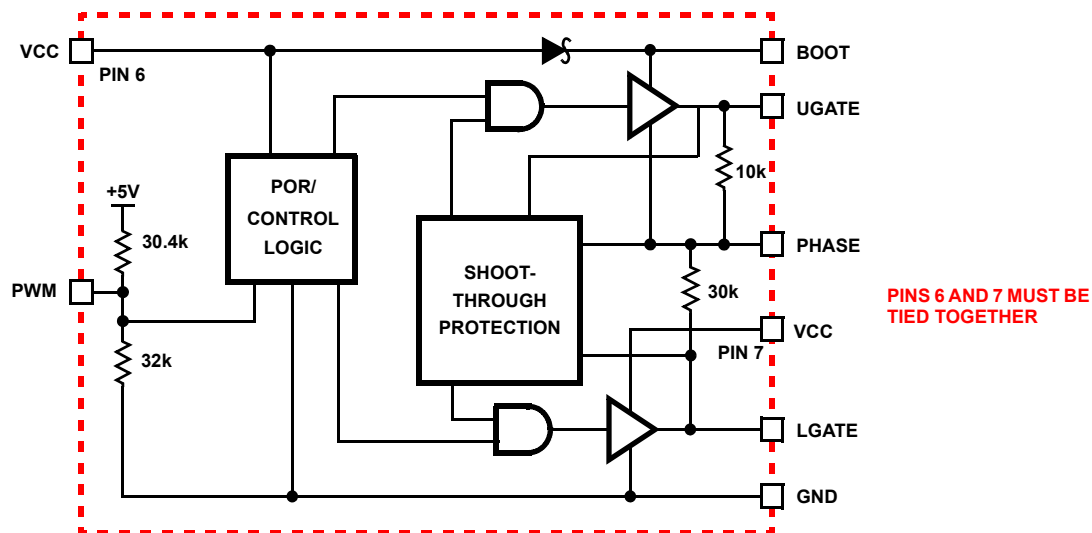 VCC
PIN 6
BOOT
UGATE
10k
POR/
CONTROL
LOGIC
+5V
30.4k
PWM
32k
SHOOT-
THROUGH
PROTECTION
PHASE
30k
VCC
PIN 7
LGATE
GND
PINS 6 AND 7 MUST BE
TIED TOGETHER